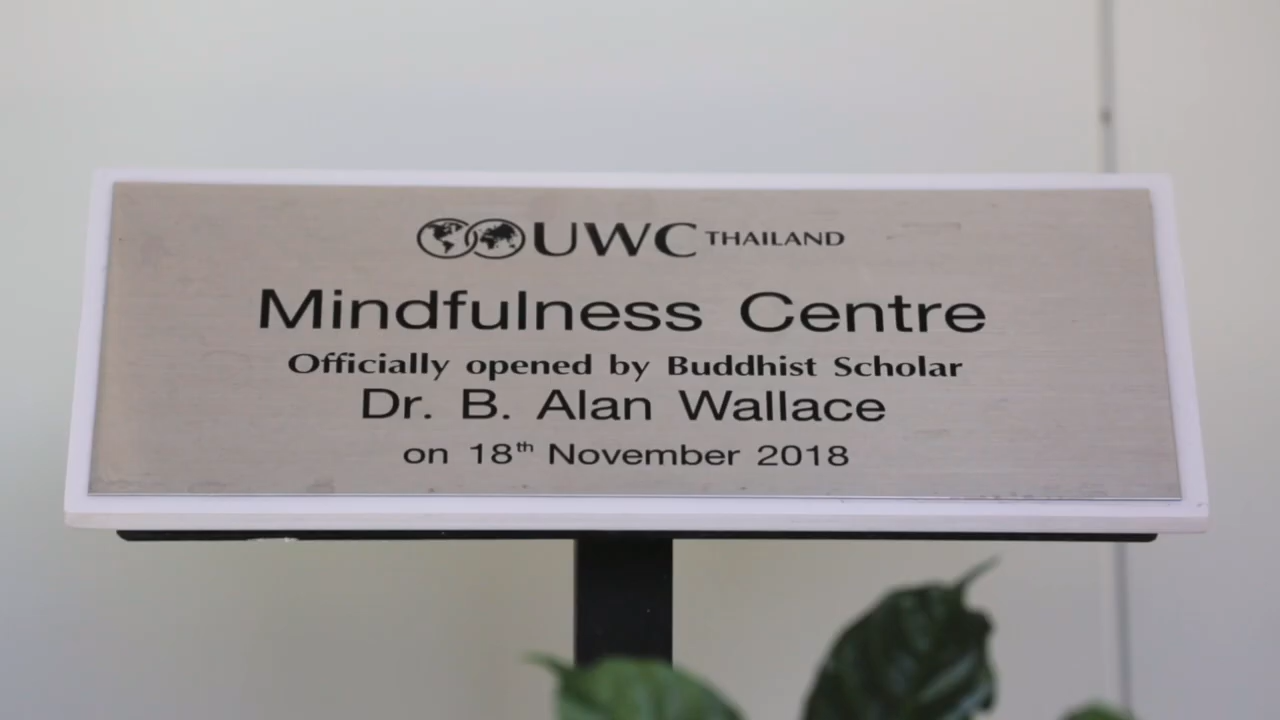 UWC THAILAND
Mindfulness Centre
Officially opened by Buddhist Scholar
Dr. B. Alan Wallace
on 18th November 2018